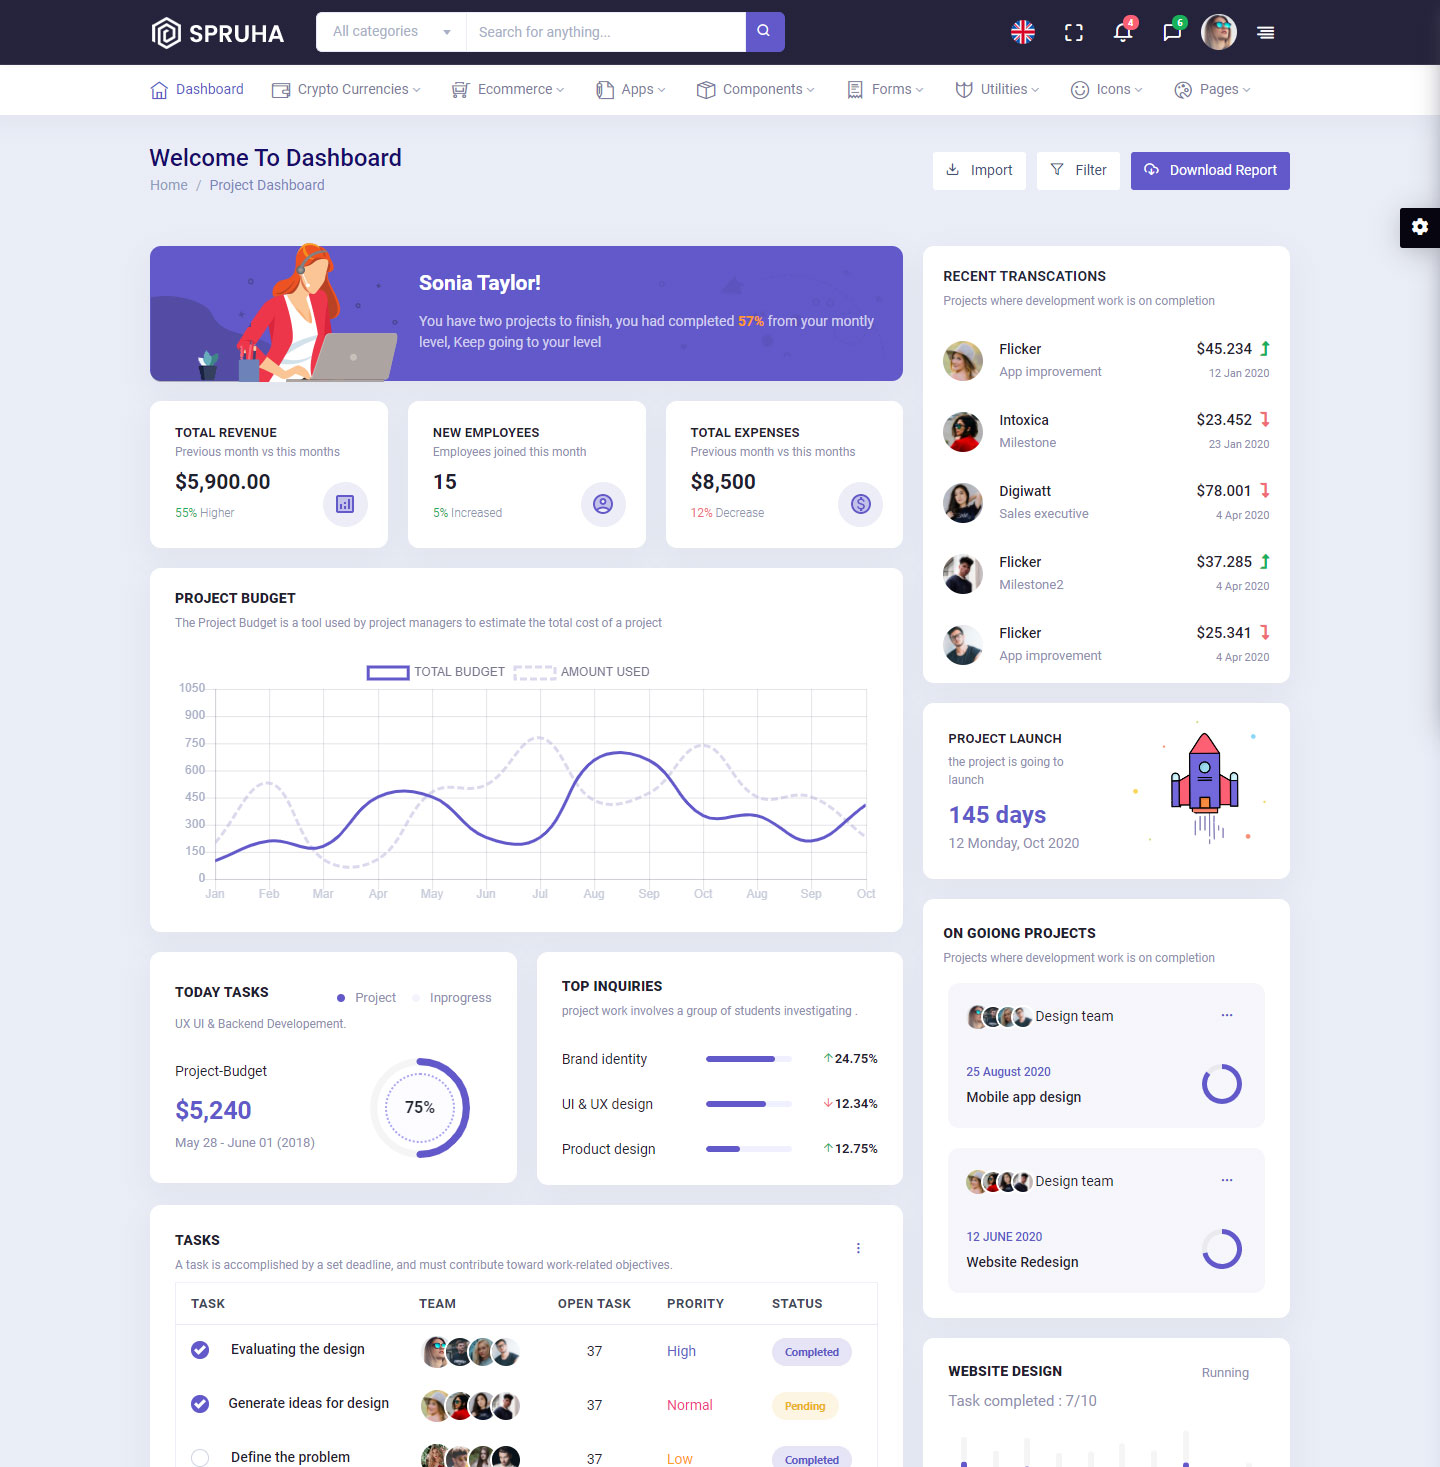 SPRUHA
All categories
Search for anything...
4
6
Dashboard
Crypto Currencies
Ecommerce
Apps
Components
Forms
Utilities
Icons
Pages
Welcome To Dashboard
Home / Project Dashboard
Import
Filter
Download Report
Sonia Taylor!
You have two projects to finish, you had completed 57% from your montly
level, Keep going to your level
TOTAL REVENUE
Previous month vs this months
$5,900.00
55% Higher
NEW EMPLOYEES
Employees joined this month
15
5% Increased
TOTAL EXPENSES
Previous month vs this months
$8,500
12% Decrease
PROJECT BUDGET
The Project Budget is a tool used by project managers to estimate the total cost of a project
TOTAL BUDGET
AMOUNT USED
1050
900
750
600
450
300
150
0
Jan Feb Mar Apr May Jun Jul Aug Sep Oct Aug Sep Oct
TODAY TASKS
Project
Inprogress
UX UI & Backend Developement.
Project-Budget
$5,240
May 28 - June 01 (2018)
75%
TOP INQUIRIES
project work involves a group of students investigating .
Brand identity
24.75%
UI & UX design
12.34%
Product design
12.75%
TASKS
A task is accomplished by a set deadline, and must contribute toward work-related objectives.
TASK TEAM OPEN TASK PRORITY STATUS
Evaluating the design 37 High Completed
Generate ideas for design 37 Normal Pending
Define the problem 37 Low Completed
RECENT TRANSCATIONS
Projects where development work is on completion
Flicker $45.234
App improvement 12 Jan 2020
Intoxica $23.452
Milestone 23 Jan 2020
Digiwatt $78.001
Sales executive 4 Apr 2020
Flicker $37.285
Milestone2 4 Apr 2020
Flicker $25.341
App improvement 4 Apr 2020
PROJECT LAUNCH
the project is going to
launch
145 days
12 Monday, Oct 2020
ON GOIONG PROJECTS
Projects where development work is on completion
Design team
25 August 2020
Mobile app design
Design team
12 JUNE 2020
Website Redesign
WEBSITE DESIGN
Running
Task completed : 7/10